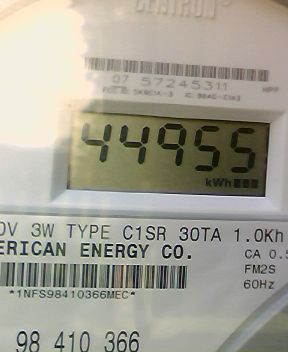 CENTRON
07 57245311
44955
kWh
3W TYPE C1SR 30TA 1.0Kh
ERICAN ENERGY CO.
CA 0.5
FM2S
*1NFS98410366MEC*
60Hz
98 410 366